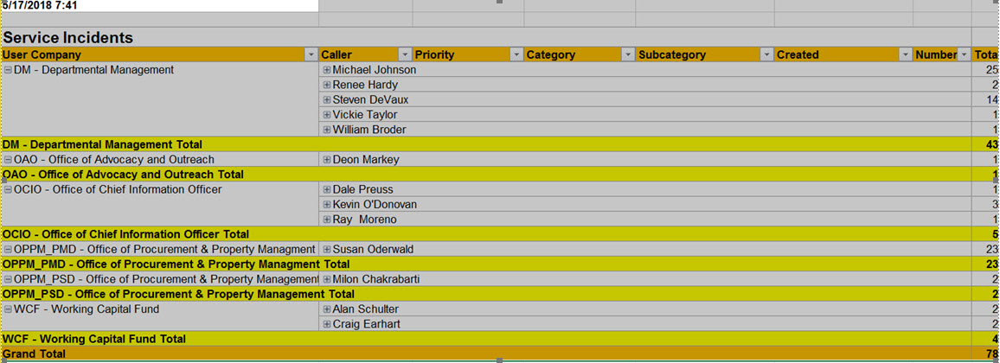 5/17/2018 7:41
Service Incidents
User Company Caller Priority Category Subcategory Created Number Tota
DM - Departmental Management Michael Johnson 25
Renee Hardy 2
Steven DeVaux 14
Vickie Taylor 1
William Broder 1
DM - Departmental Management Total 43
OAO - Office of Advocacy and Outreach Deon Markey 1
OAO - Office of Advocacy and Outreach Total 1
OCIO - Office of Chief Information Officer Dale Preuss 1
Kevin O'Donovan 3
Ray Moreno 1
OCIO - Office of Chief Information Officer Total 5
OPPM_PMD - Office of Procurement & Property Managment Susan Oderwald 23
OPPM_PMD - Office of Procurement & Property Managment Total 23
OPPM_PSD - Office of Procurement & Property Management Milon Chakrabarti 2
OPPM_PSD - Office of Procurement & Property Management Total 2
WCF - Working Capital Fund Alan Schulter 2
Craig Earhart 2
WCF - Working Capital Fund Total 4
Grand Total 78